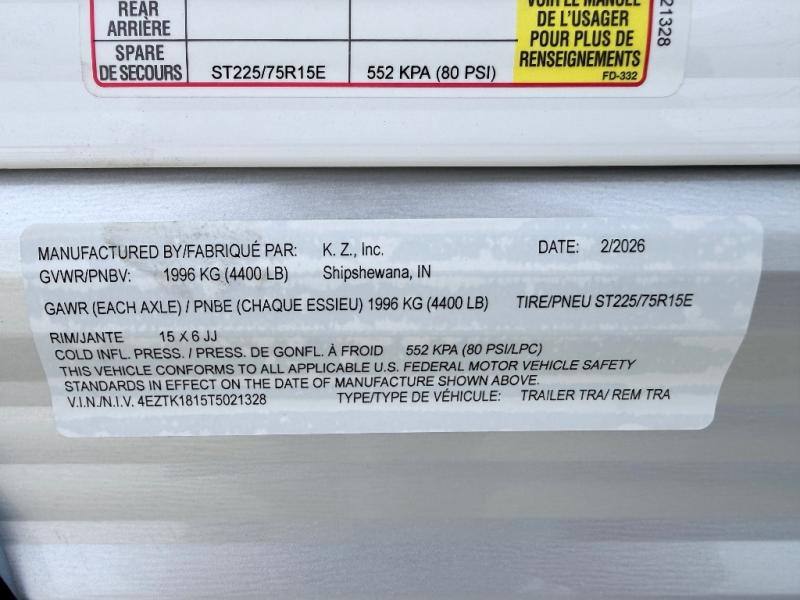 REAR
ARRIÈRE
SPARE
DE SECOURS
ST225/75R15E
552 KPA (80 PSI)
VOIR LE MANUEL
DE L'USAGER
POUR PLUS DE
RENSEIGNEMENTS
FD-332
21328
MANUFACTURED BY/FABRIQUÉ PAR: K. Z., Inc. DATE: 2/2026
GVWR/PNBV: 1996 KG (4400 LB) Shipshewana, IN
GAWR (EACH AXLE) / PNBE (CHAQUE ESSIEU) 1996 KG (4400 LB) TIRE/PNEU ST225/75R15E
RIM/JANTE 15 X 6 JJ
COLD INFL. PRESS. / PRESS. DE GONFL. À FROID 552 KPA (80 PSI/LPC)
THIS VEHICLE CONFORMS TO ALL APPLICABLE U.S. FEDERAL MOTOR VEHICLE SAFETY
STANDARDS IN EFFECT ON THE DATE OF MANUFACTURE SHOWN ABOVE.
V.I.N./N.I.V. 4EZTK1815T5021328 TYPE/TYPE DE VÉHICULE: TRAILER TRA/ REM TRA